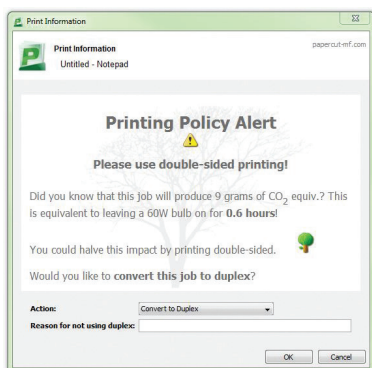 Print Information
Print Information
papercut-mf.com
Untitled - Notepad
Printing Policy Alert
Please use double-sided printing!
Did you know that this job will produce 9 grams of CO2 equiv.? This
is equivalent to leaving a 60W bulb on for 0.6 hours!
You could halve this impact by printing double-sided.
Would you like to convert this job to duplex?
Action: Convert to Duplex
Reason for not using duplex:
OK Cancel